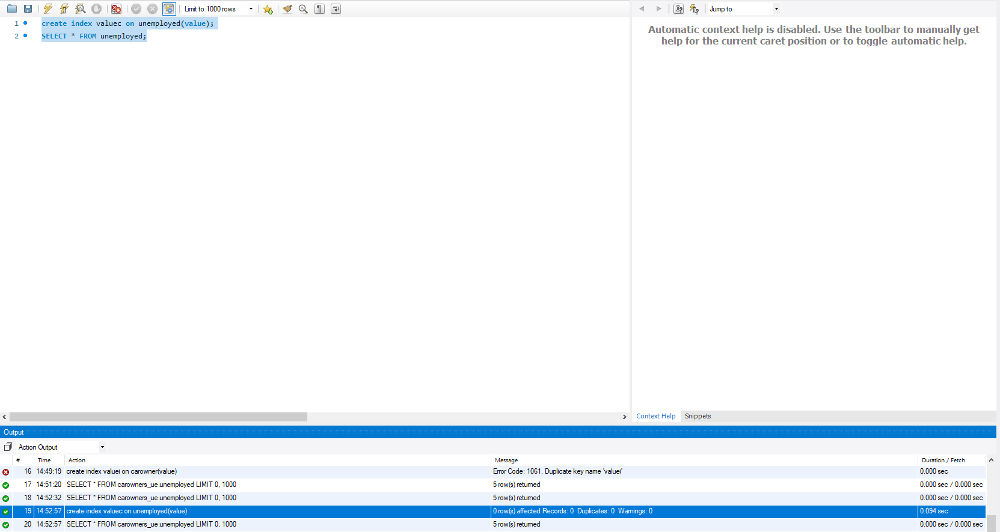 Limit to 1000 rows
Jump to
1 create index valuec on unemployed(value);
2 SELECT * FROM unemployed;
Automatic context help is disabled. Use the toolbar to manually get
help for the current caret position or to toggle automatic help.
Context Help Snippets
Output
Action Output
# Time Action Message Duration / Fetch
16 14:49:19 create index valuei on carowner(value) Error Code: 1061. Duplicate key name 'valuei' 0.000 sec
17 14:51:20 SELECT * FROM carowners_ue.unemployed LIMIT 0, 1000 5 row(s) returned 0.000 sec / 0.000 sec
18 14:52:32 SELECT * FROM carowners_ue.unemployed LIMIT 0, 1000 5 row(s) returned 0.000 sec / 0.000 sec
19 14:52:57 create index valuec on unemployed(value) 0 row(s) affected Records: 0 Duplicates: 0 Warnings: 0 0.094 sec
20 14:52:57 SELECT * FROM carowners_ue.unemployed LIMIT 0, 1000 5 row(s) returned 0.000 sec / 0.000 sec